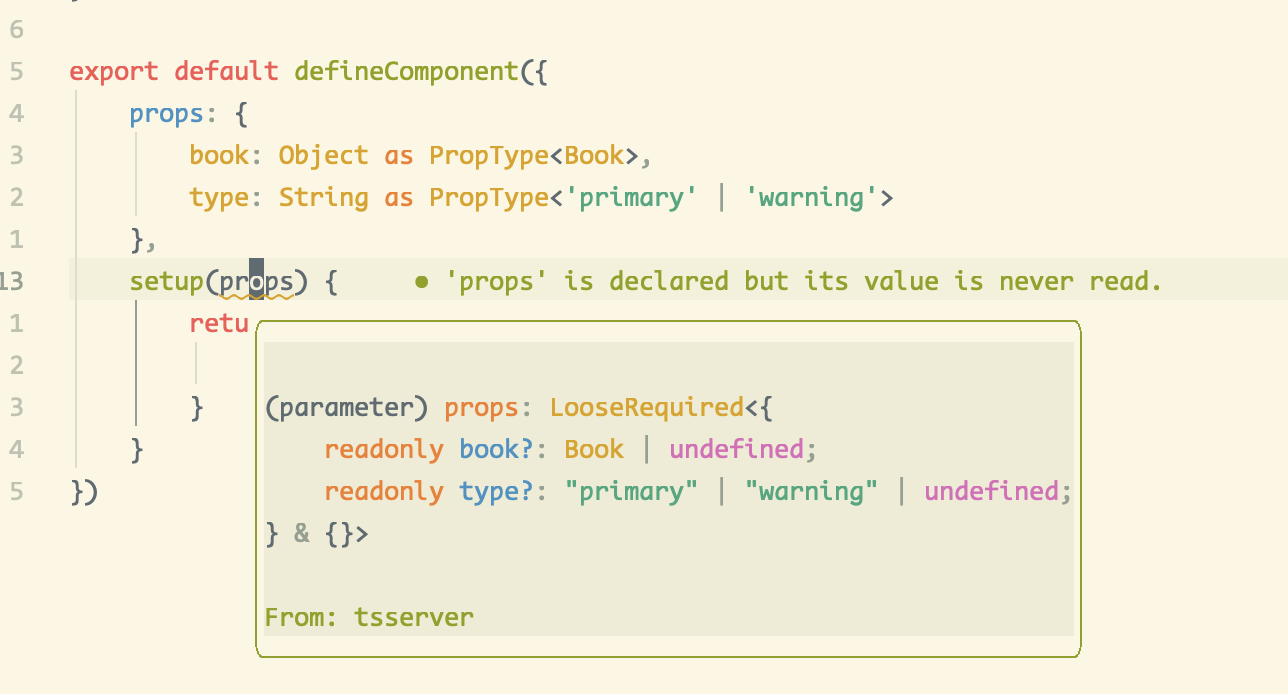 6
5 export default defineComponent({
4 props: {
3 book: Object as PropType<Book>,
2 type: String as PropType<'primary' | 'warning'>
1 },
13 setup(props) { ● 'props' is declared but its value is never read.
1 retu
2
3 } (parameter) props: LooseRequired<{
4 } readonly book?: Book | undefined;
5 }) readonly type?: "primary" | "warning" | undefined;
} & {}>
From: tsserver